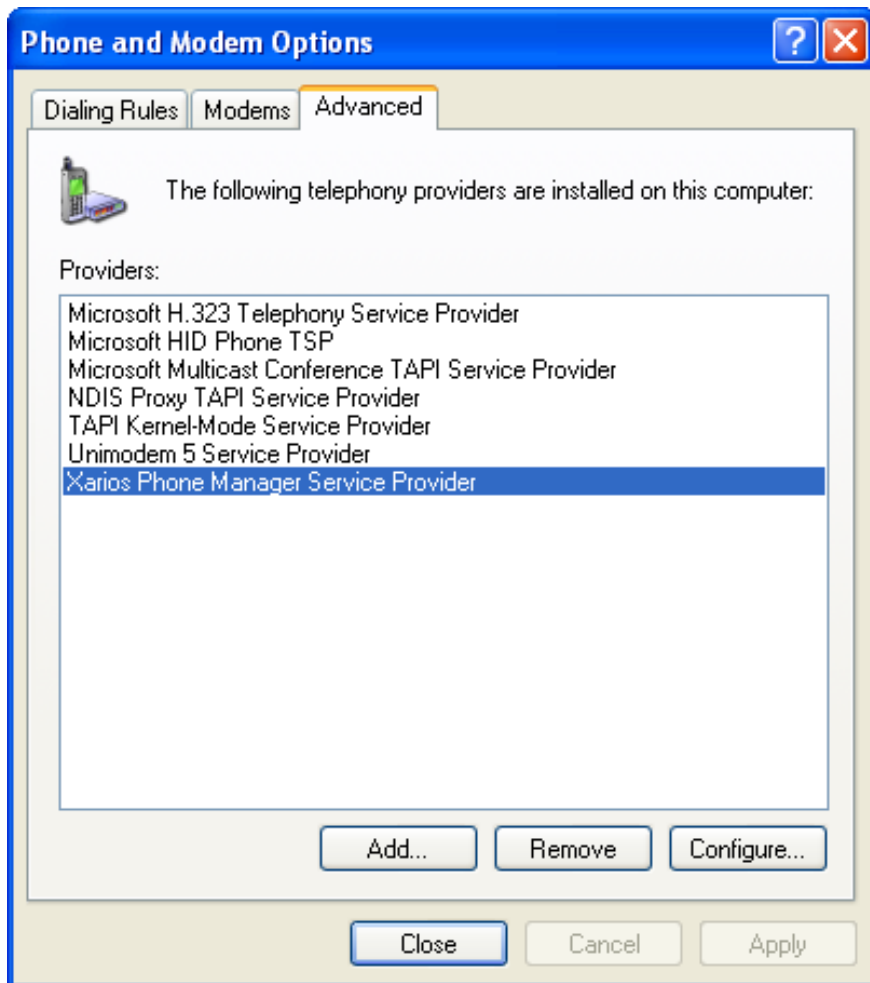 Phone and Modem Options
Dialing Rules Modems Advanced
The following telephony providers are installed on this computer:
Providers:
Microsoft H.323 Telephony Service Provider
Microsoft HID Phone TSP
Microsoft Multicast Conference TAPI Service Provider
NDIS Proxy TAPI Service Provider
TAPI Kernel-Mode Service Provider
Unimodem 5 Service Provider
Xarios Phone Manager Service Provider
Add... Remove Configure...
Close Cancel Apply